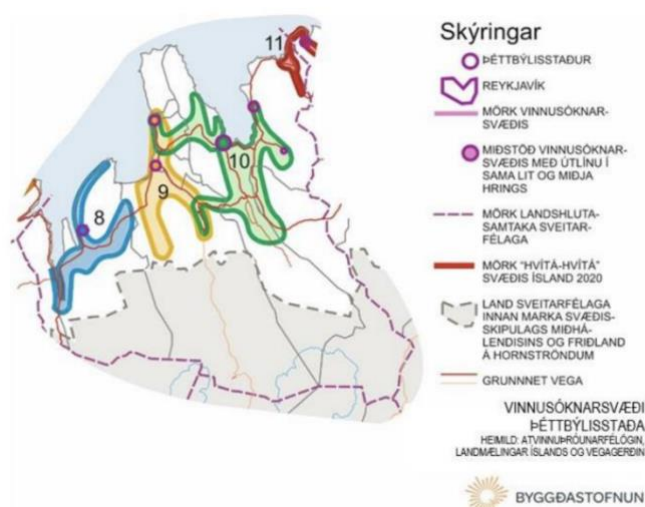 11
8
9
10
Skýringar
ÞÉTTBÝLISSTAÐUR
REYKJAVÍK
MÖRK VINNUSÓKNAR-
SVÆÐIS
MIÐSTÖÐ VINNUSÓKNAR-
SVÆÐIS MEÐ ÚTLÍNU Í
SAMA LIT OG MIÐJA
HRINGS
MÖRK LANDSHLUTA-
SAMTAKA SVEITAR-
FÉLAGA
MÖRK "HVÍTÁ-HVÍTÁ"
SVÆÐIS ÍSLAND 2020
LAND SVEITARFÉLAGA
INNAN MARKA SVÆÐIS-
SKIPULAGS MIÐHÁ-
LENDISINS OG FRIÐLAND
Á HORNSTRÖNDUM
GRUNNNET VEGA
VINNUSÓKNARSVÆÐI
ÞÉTTBÝLISSTAÐA
HEIMILD: ATVINNUÞRÓUNARFÉLÖGIN,
LANDMÆLINGAR ÍSLANDS OG VEGAGERÐIN
BYGGÐASTOFNUN